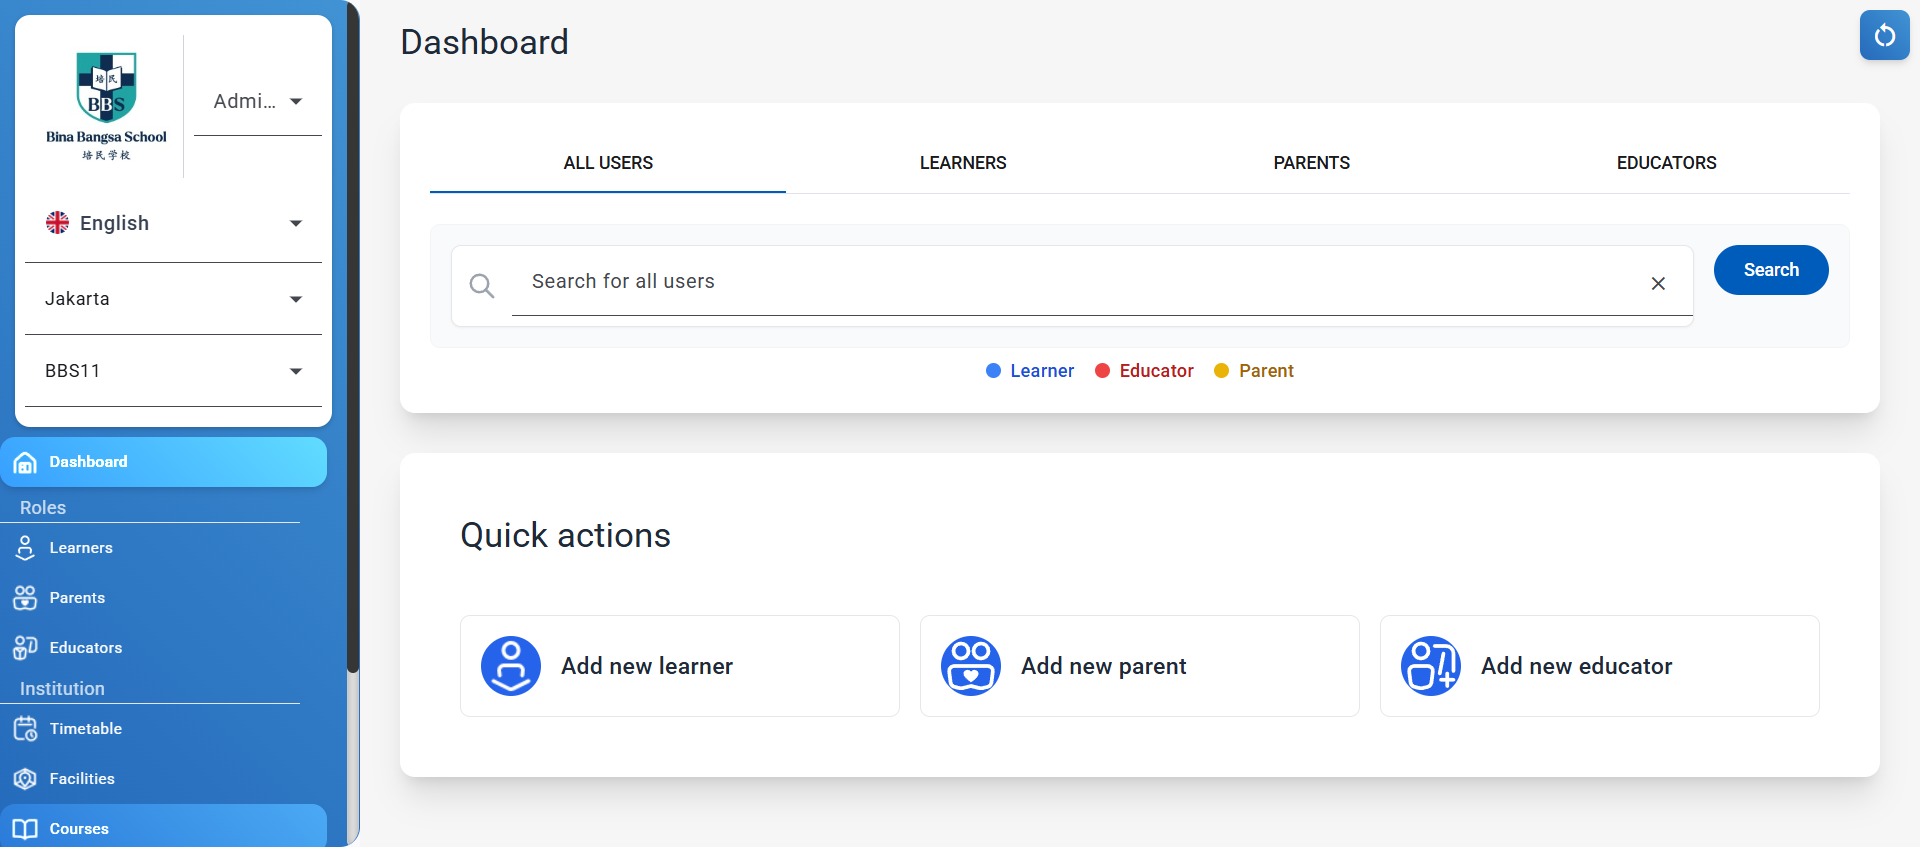 培 民
BBS
Bina Bangsa School
培民学校
Admi...
English
Jakarta
BBS11
Dashboard
Roles
Learners
Parents
Educators
Institution
Timetable
Facilities
Courses
Dashboard
ALL USERS
LEARNERS
PARENTS
EDUCATORS
Search for all users
Search
Learner
Educator
Parent
Quick actions
Add new learner
Add new parent
Add new educator